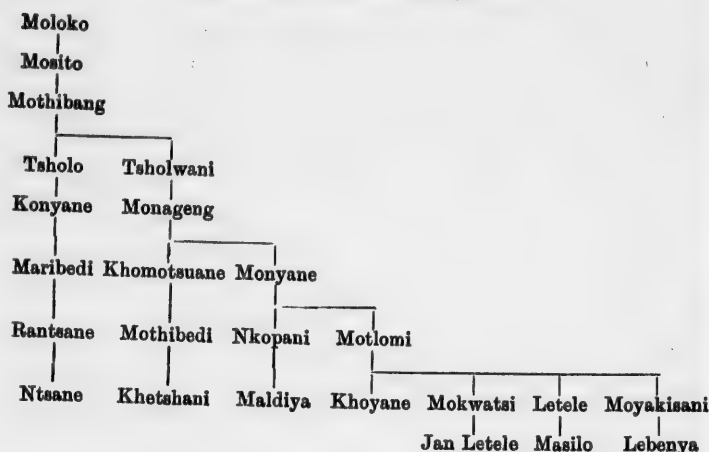 Moloko
Mosito
Mothibang
Tsholo Tsholwani
Konyane Monageng
Maribedi Khomotsuane Monyane
Rantsane Mothibedi Nkopani Motlomi
Ntsane Khetshani Maldiya Khoyane Mokwatsi Letele Moyakisani
Jan Letele Masilo Lebenya